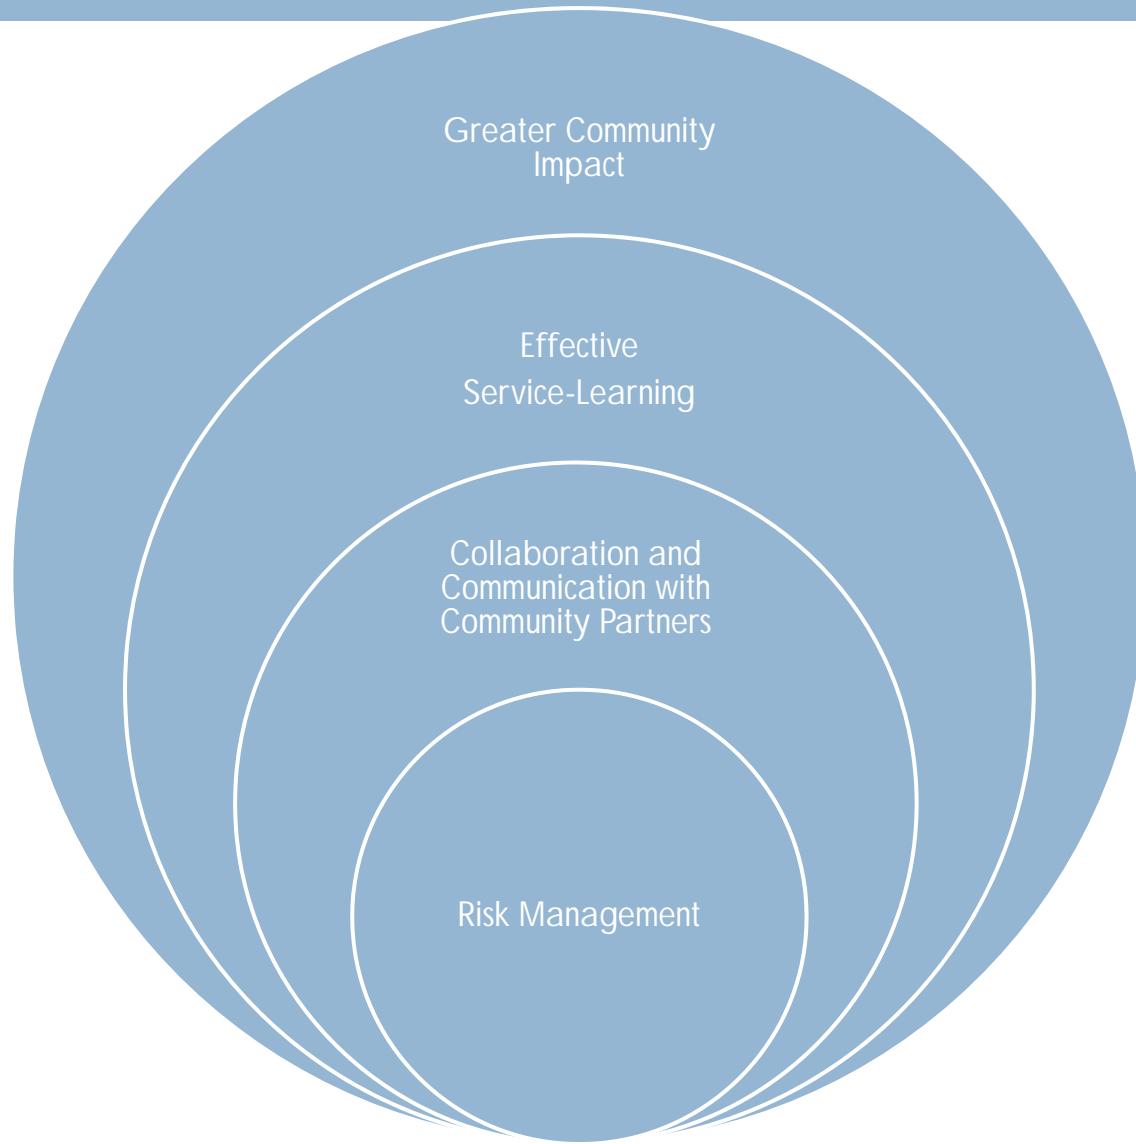 Greater Community
Impact
Effective
Service-Learning
Collaboration and
Communication with
Community Partners
Risk Management